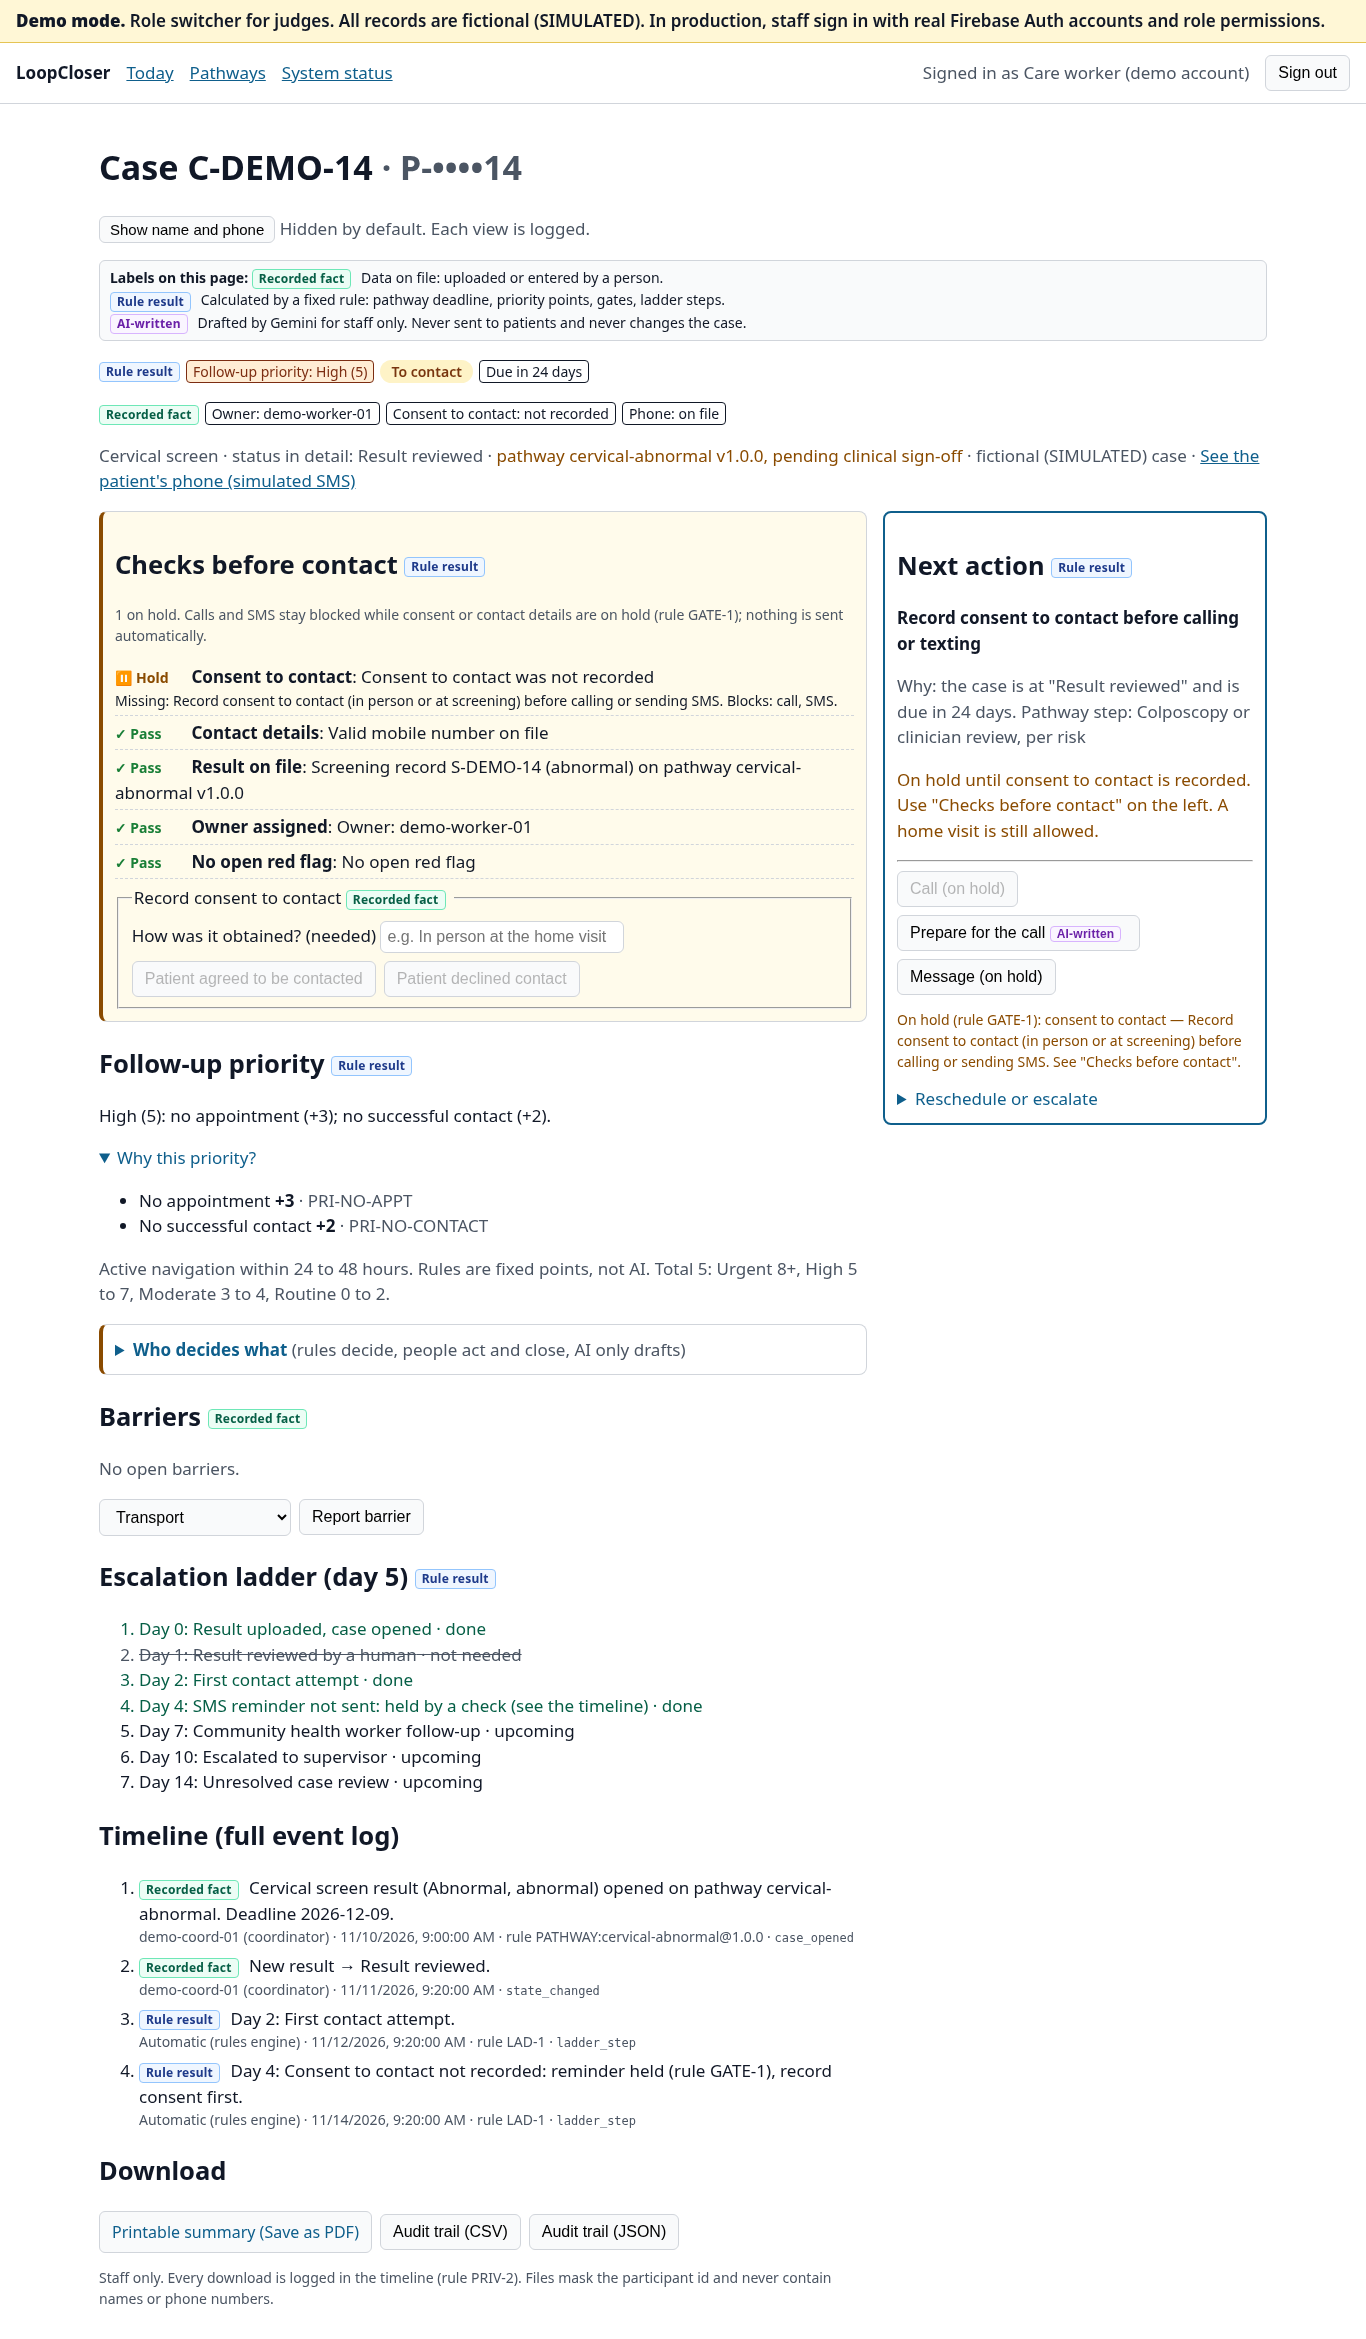 Demo mode. Role switcher for judges. All records are fictional (SIMULATED). In production, staff sign in with real Firebase Auth accounts and role permissions.
LoopCloser Today Pathways System status Signed in as Care worker (demo account) Sign out
Case C-DEMO-14 · P-••••14
Show name and phone Hidden by default. Each view is logged.
Labels on this page: Recorded fact Data on file: uploaded or entered by a person.
Rule result Calculated by a fixed rule: pathway deadline, priority points, gates, ladder steps.
AI-written Drafted by Gemini for staff only. Never sent to patients and never changes the case.
Rule result Follow-up priority: High (5) To contact Due in 24 days
Recorded fact Owner: demo-worker-01 Consent to contact: not recorded Phone: on file
Cervical screen · status in detail: Result reviewed · pathway cervical-abnormal v1.0.0, pending clinical sign-off · fictional (SIMULATED) case · See the
patient's phone (simulated SMS)
Checks before contact Rule result
1 on hold. Calls and SMS stay blocked while consent or contact details are on hold (rule GATE-1); nothing is sent
automatically.
⏸ Hold Consent to contact: Consent to contact was not recorded
Missing: Record consent to contact (in person or at screening) before calling or sending SMS. Blocks: call, SMS.
✓ Pass Contact details: Valid mobile number on file
✓ Pass Result on file: Screening record S-DEMO-14 (abnormal) on pathway cervical-
abnormal v1.0.0
✓ Pass Owner assigned: Owner: demo-worker-01
✓ Pass No open red flag: No open red flag
Record consent to contact Recorded fact
How was it obtained? (needed) e.g. In person at the home visit
Patient agreed to be contacted Patient declined contact
Next action Rule result
Record consent to contact before calling
or texting
Why: the case is at "Result reviewed" and is
due in 24 days. Pathway step: Colposcopy or
clinician review, per risk
On hold until consent to contact is recorded.
Use "Checks before contact" on the left. A
home visit is still allowed.
Call (on hold)
Prepare for the call AI-written
Message (on hold)
On hold (rule GATE-1): consent to contact — Record
consent to contact (in person or at screening) before
calling or sending SMS. See "Checks before contact".
▶ Reschedule or escalate
Follow-up priority Rule result
High (5): no appointment (+3); no successful contact (+2).
▼ Why this priority?
• No appointment +3 · PRI-NO-APPT
• No successful contact +2 · PRI-NO-CONTACT
Active navigation within 24 to 48 hours. Rules are fixed points, not AI. Total 5: Urgent 8+, High 5
to 7, Moderate 3 to 4, Routine 0 to 2.
▶ Who decides what (rules decide, people act and close, AI only drafts)
Barriers Recorded fact
No open barriers.
Transport Report barrier
Escalation ladder (day 5) Rule result
1. Day 0: Result uploaded, case opened · done
2. Day 1: Result reviewed by a human · not needed
3. Day 2: First contact attempt · done
4. Day 4: SMS reminder not sent: held by a check (see the timeline) · done
5. Day 7: Community health worker follow-up · upcoming
6. Day 10: Escalated to supervisor · upcoming
7. Day 14: Unresolved case review · upcoming
Timeline (full event log)
1. Recorded fact Cervical screen result (Abnormal, abnormal) opened on pathway cervical-
abnormal. Deadline 2026-12-09.
demo-coord-01 (coordinator) · 11/10/2026, 9:00:00 AM · rule PATHWAY:cervical-abnormal@1.0.0 · case_opened
2. Recorded fact New result → Result reviewed.
demo-coord-01 (coordinator) · 11/11/2026, 9:20:00 AM · state_changed
3. Rule result Day 2: First contact attempt.
Automatic (rules engine) · 11/12/2026, 9:20:00 AM · rule LAD-1 · ladder_step
4. Rule result Day 4: Consent to contact not recorded: reminder held (rule GATE-1), record
consent first.
Automatic (rules engine) · 11/14/2026, 9:20:00 AM · rule LAD-1 · ladder_step
Download
Printable summary (Save as PDF) Audit trail (CSV) Audit trail (JSON)
Staff only. Every download is logged in the timeline (rule PRIV-2). Files mask the participant id and never contain
names or phone numbers.